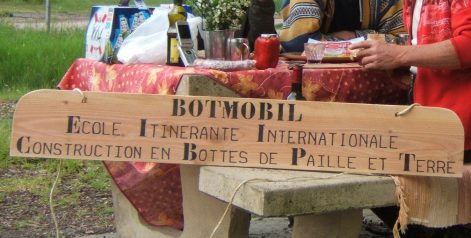 BOTMOBIL
ECOLE ITINERANTE INTERNATIONALE
CONSTRUCTION EN BOTTES DE PAILLE ET TERRE